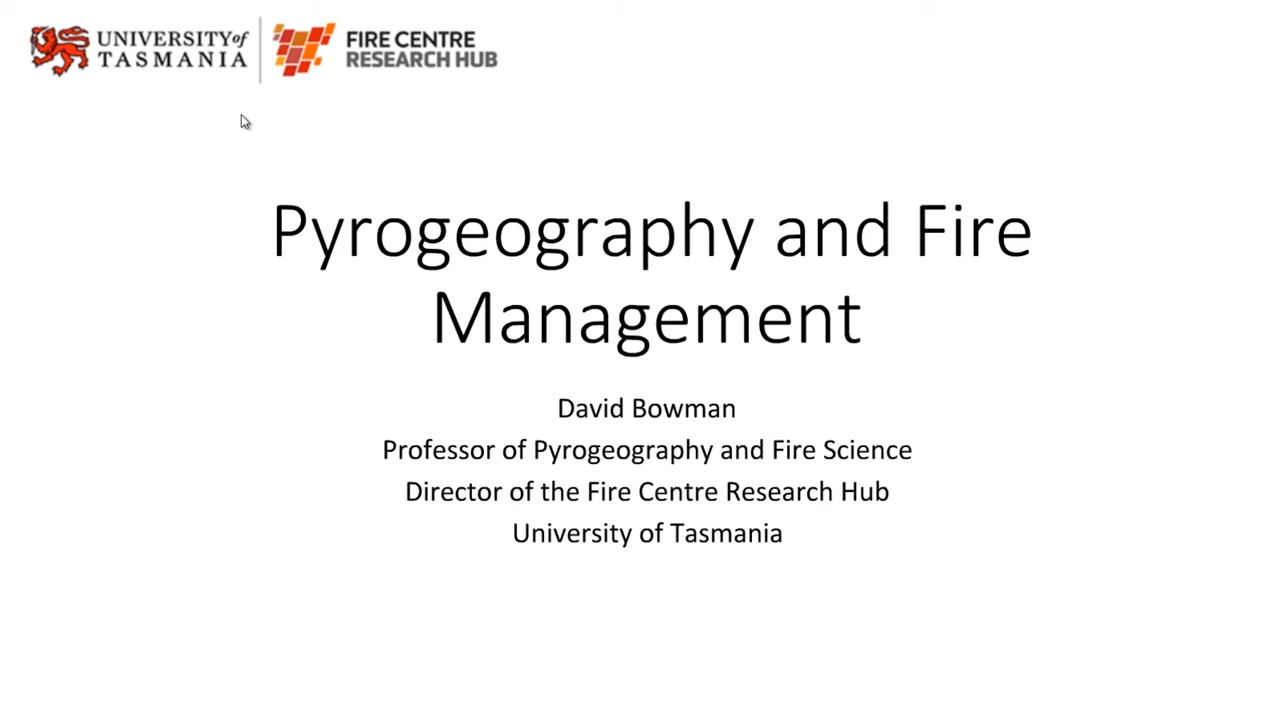 UNIVERSITY of
TASMANIA
FIRE CENTRE
RESEARCH HUB
Pyrogeography and Fire
Management
David Bowman
Professor of Pyrogeography and Fire Science
Director of the Fire Centre Research Hub
University of Tasmania